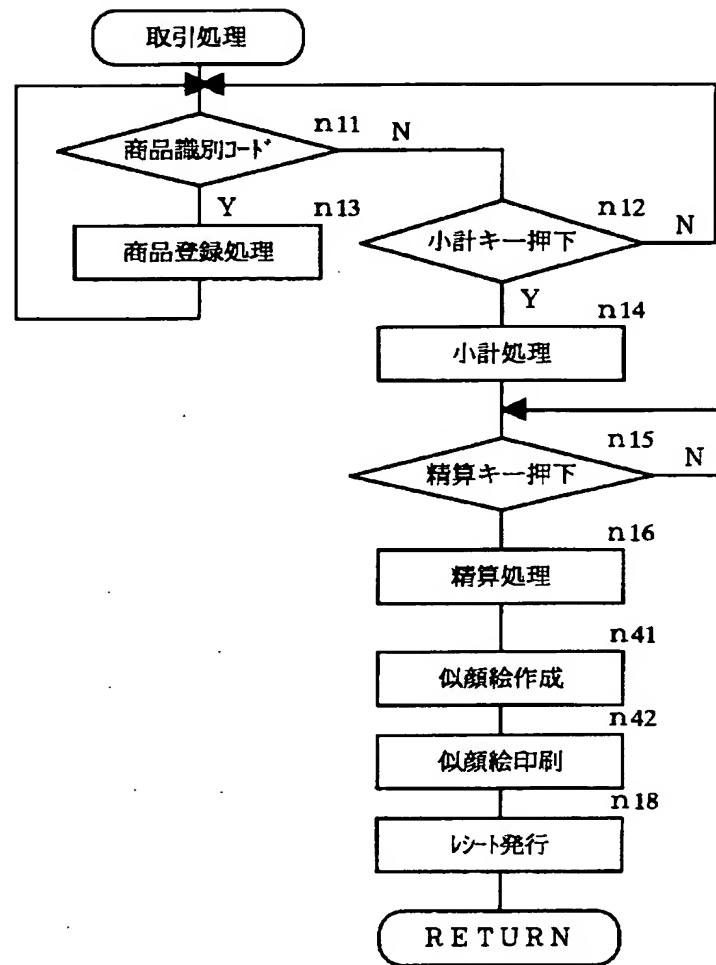 取引処理
n11
商品識別コード
N
Y
n13
商品登録処理
n12
小計キー押下
N
Y
n14
小計処理
n15
精算キー押下
N
n16
精算処理
n41
似顔絵作成
n42
似顔絵印刷
n18
レシート発行
RETURN